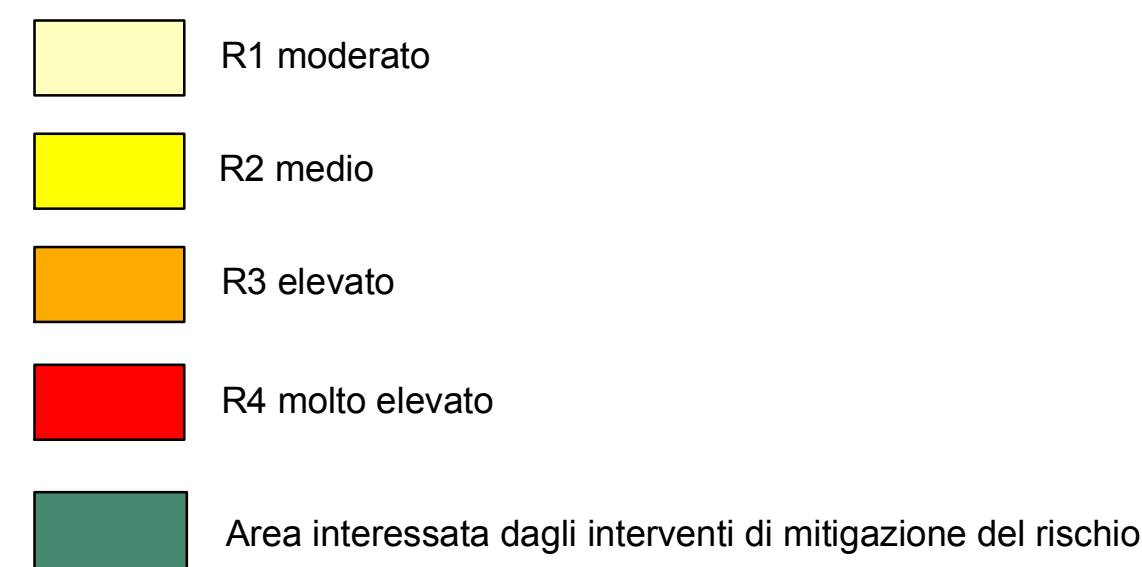 R1 moderato
R2 medio
R3 elevato
R4 molto elevato
Area interessata dagli interventi di mitigazione del rischio